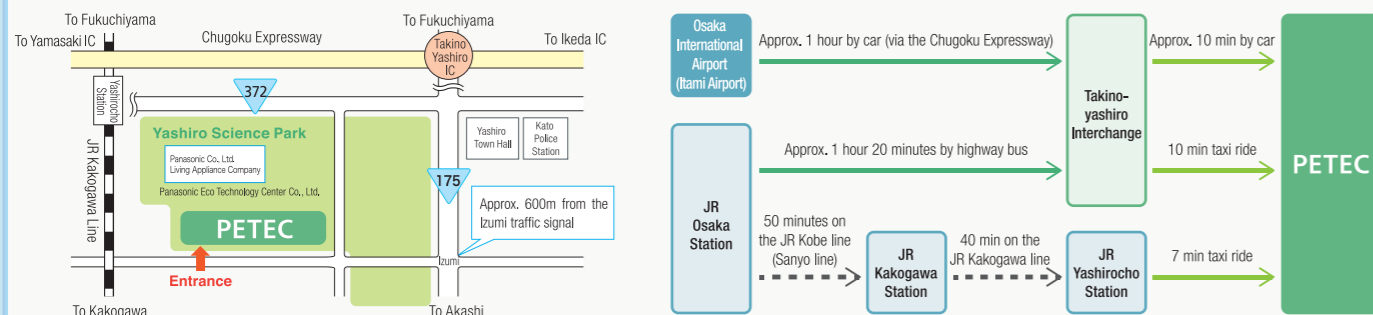 To Fukuchiyama
To Fukuchiyama
To Yamasaki IC
Chugoku Expressway
Takino
Yashiro
IC
To Ikeda IC
Yashirocho
Station
372
Yashiro Science Park
Panasonic Co., Ltd.
Living Appliance Company
Panasonic Eco Technology Center Co., Ltd.
PETEC
Entrance
JR Kakogawa Line
Yashiro
Town Hall
Kato
Police
Station
175
Approx. 600m from the
Izumi traffic signal
Izumi
To Kakogawa
To Akashi
Osaka
International
Airport
(Itami Airport)
Approx. 1 hour by car (via the Chugoku Expressway)
Approx. 10 min by car
Takino-
yashiro
Interchange
Approx. 1 hour 20 minutes by highway bus
10 min taxi ride
PETEC
JR
Osaka
Station
50 minutes on
the JR Kobe line
(Sanyo line)
JR
Kakogawa
Station
40 min on the
JR Kakogawa line
JR
Yashirocho
Station
7 min taxi ride